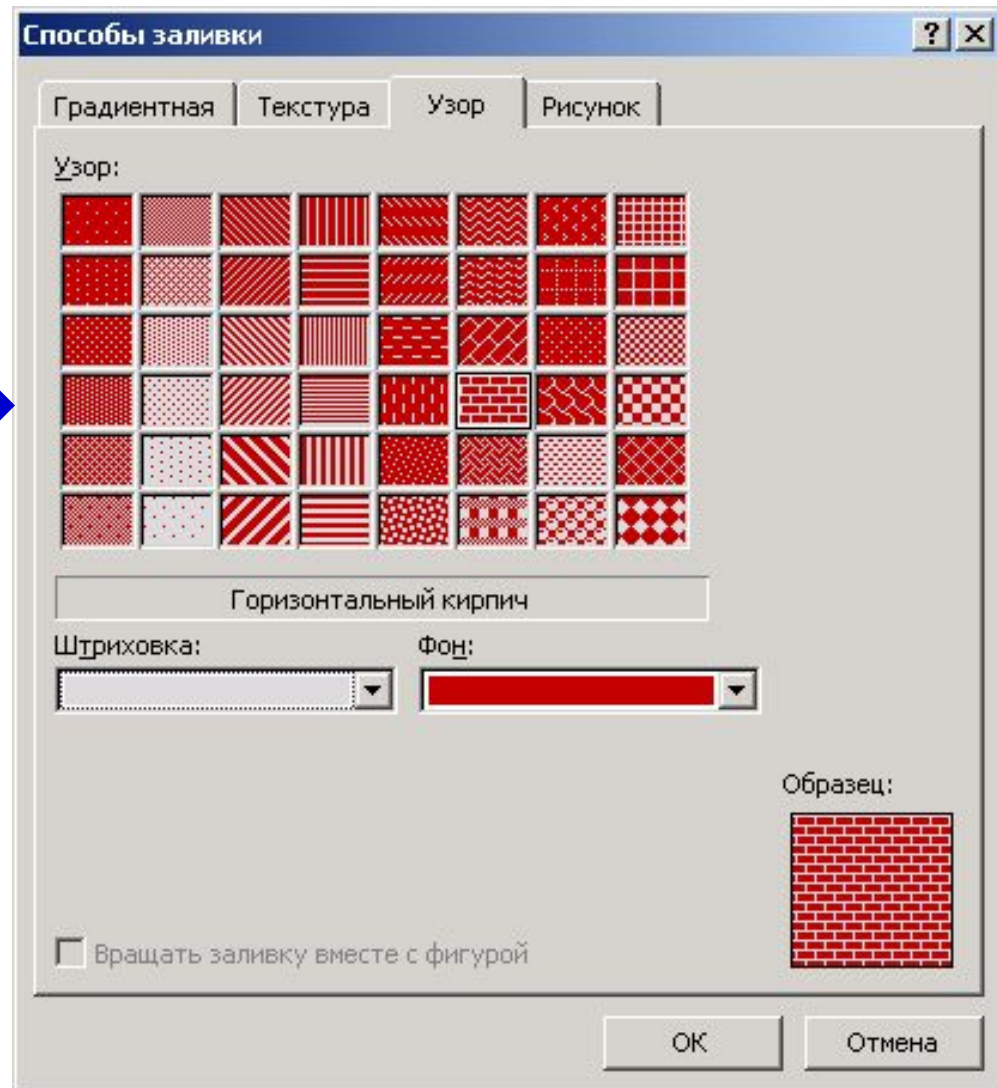 Способы заливки
Градиентная Текстура Узор Рисунок
Узор:
Горизонтальный кирпич
Штриховка: Фон:
Образец:
Вращать заливку вместе с фигурой
ОК Отмена